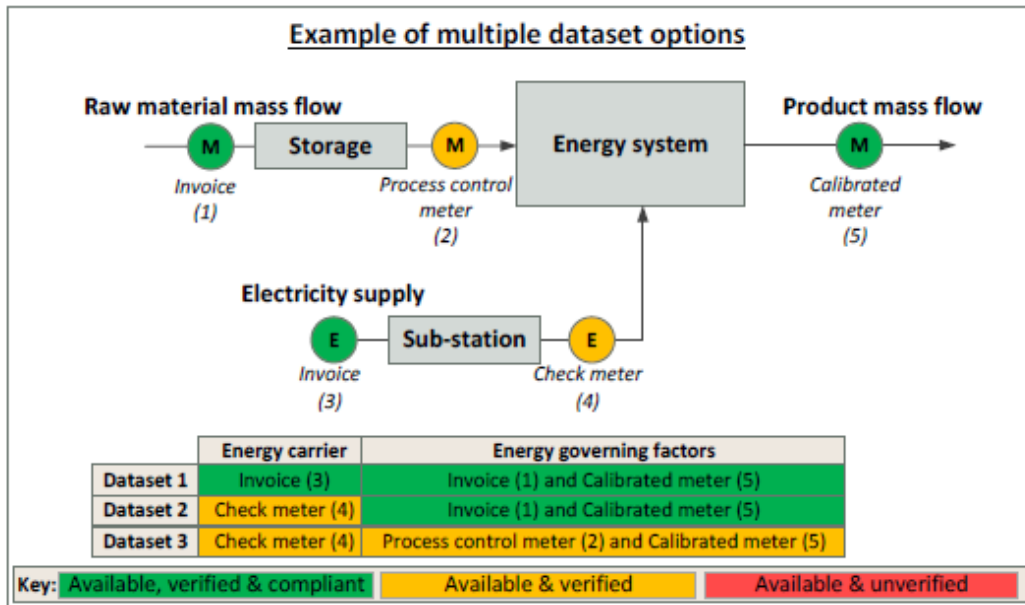 Example of multiple dataset options
Raw material mass flow
Product mass flow
M
Storage
M
Energy system
M
Invoice
(1)
Process control
meter
(2)
Calibrated
meter
(5)
Electricity supply
E
Sub-station
E
Invoice
(3)
Check meter
(4)
Energy carrier Energy governing factors
Dataset 1 Invoice (3) Invoice (1) and Calibrated meter (5)
Dataset 2 Check meter (4) Invoice (1) and Calibrated meter (5)
Dataset 3 Check meter (4) Process control meter (2) and Calibrated meter (5)
Key: Available, verified & compliant Available & verified Available & unverified